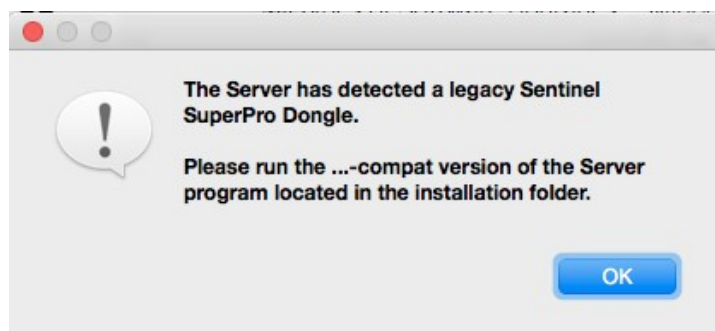 The Server has detected a legacy Sentinel
SuperPro Dongle.
Please run the ...-compat version of the Server
program located in the installation folder.
OK